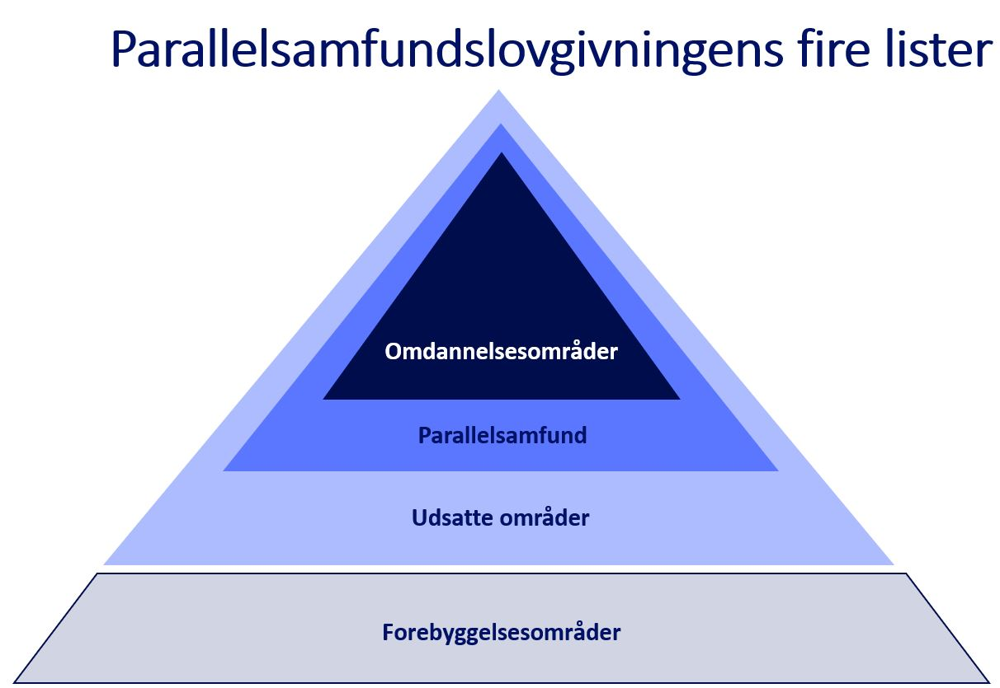 Parallelsamfundslovgivningens fire lister
Omdannelsesområder
Parallelsamfund
Udsatte områder
Forebyggelsesområder